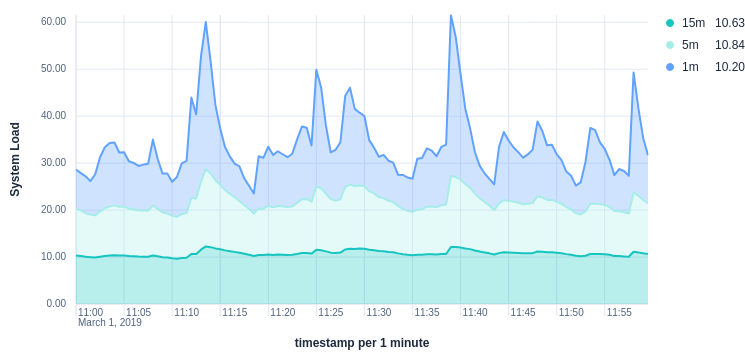 60.00
50.00
40.00
30.00
20.00
10.00
0.00
System Load
11:00 11:05 11:10 11:15 11:20 11:25 11:30 11:35 11:40 11:45 11:50 11:55
March 1, 2019
timestamp per 1 minute
15m 10.63
5m 10.84
1m 10.20